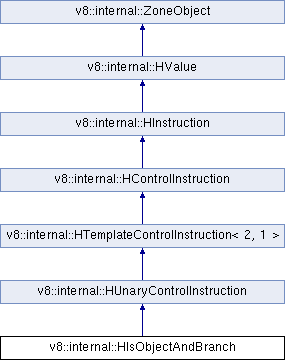 v8::internal::ZoneObject
v8::internal::HValue
v8::internal::HInstruction
v8::internal::HControlInstruction
v8::internal::HTemplateControlInstruction< 2, 1 >
v8::internal::HUnaryControlInstruction
v8::internal::HIsObjectAndBranch